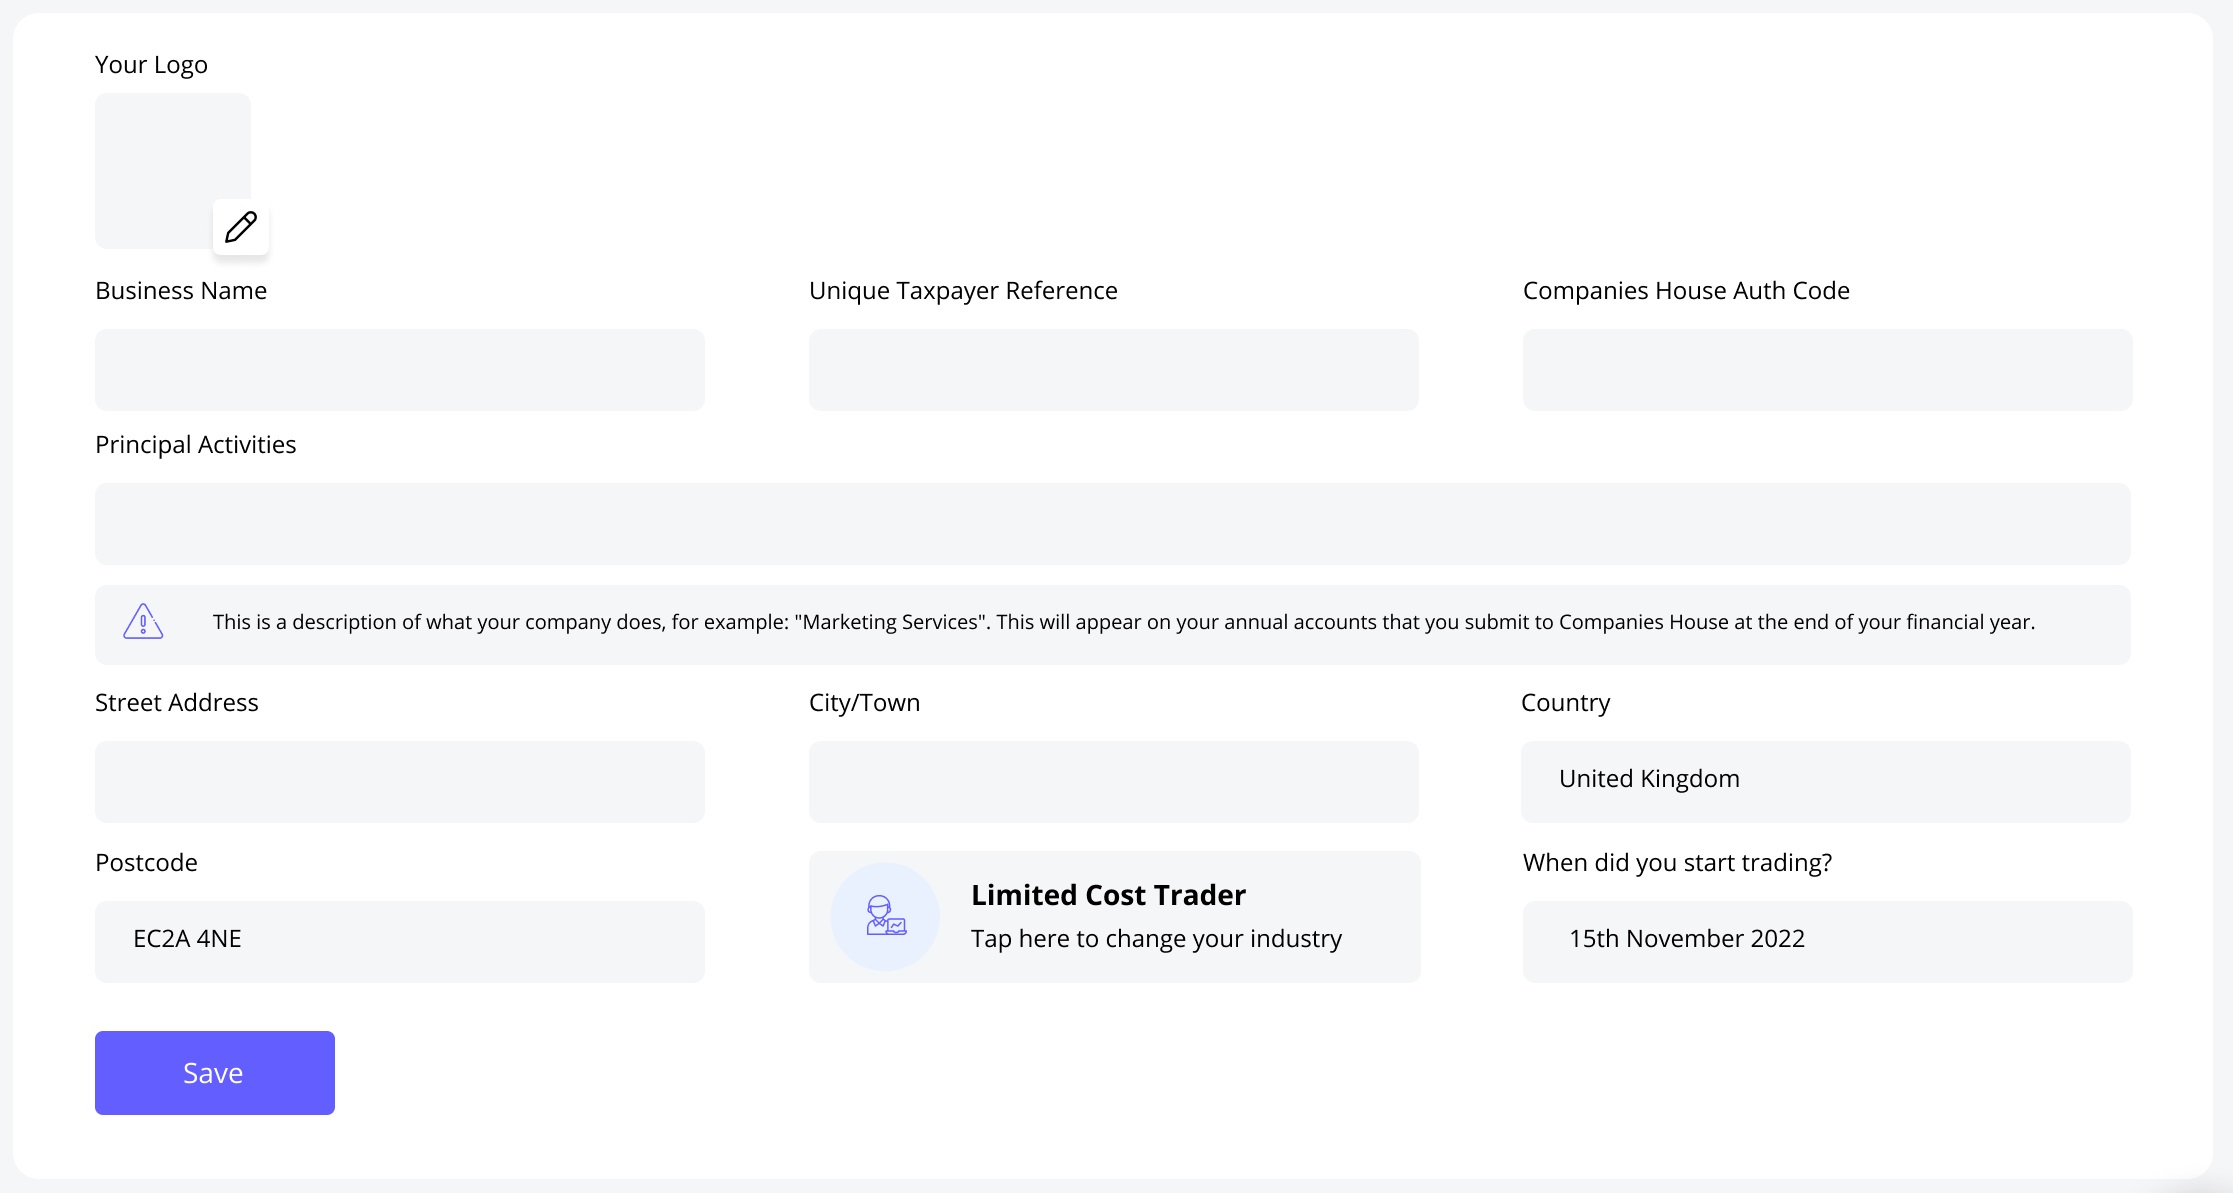 Your Logo
Business Name
Unique Taxpayer Reference
Companies House Auth Code
Principal Activities
This is a description of what your company does, for example: "Marketing Services". This will appear on your annual accounts that you submit to Companies House at the end of your financial year.
Street Address
City/Town
Country
United Kingdom
Postcode
EC2A 4NE
Limited Cost Trader
Tap here to change your industry
When did you start trading?
15th November 2022
Save